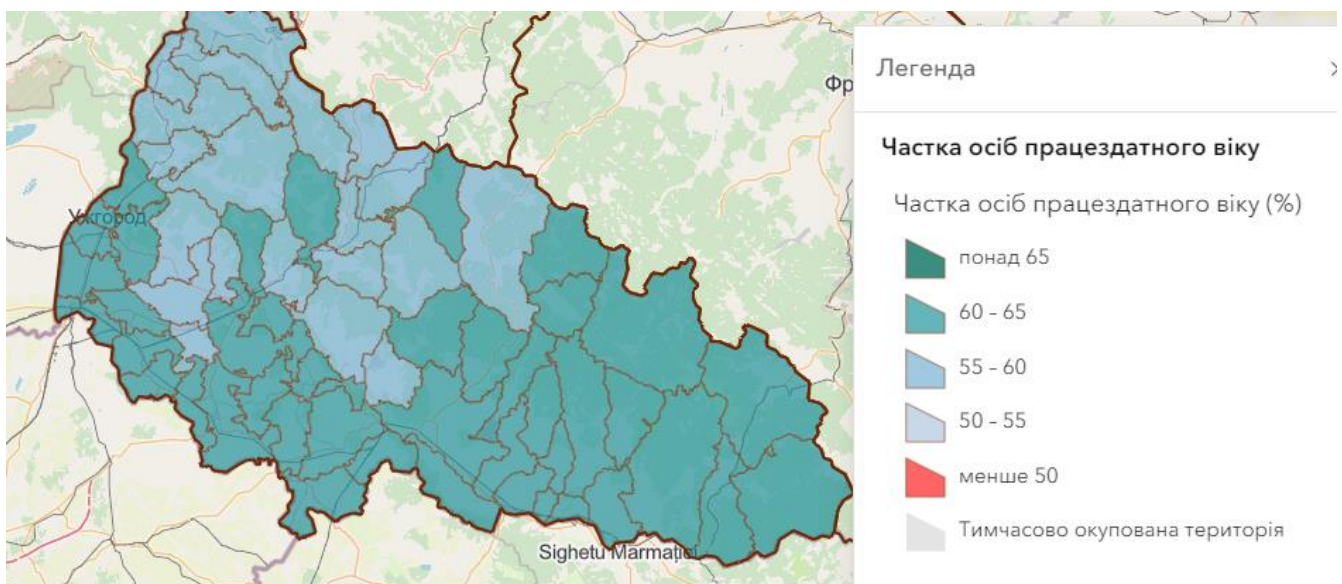 Ужгород
Sighetu Marmației
Фр
Легенда
Частка осіб працездатного віку
Частка осіб працездатного віку (%)
понад 65
60 – 65
55 – 60
50 – 55
менше 50
Тимчасово окупована територія